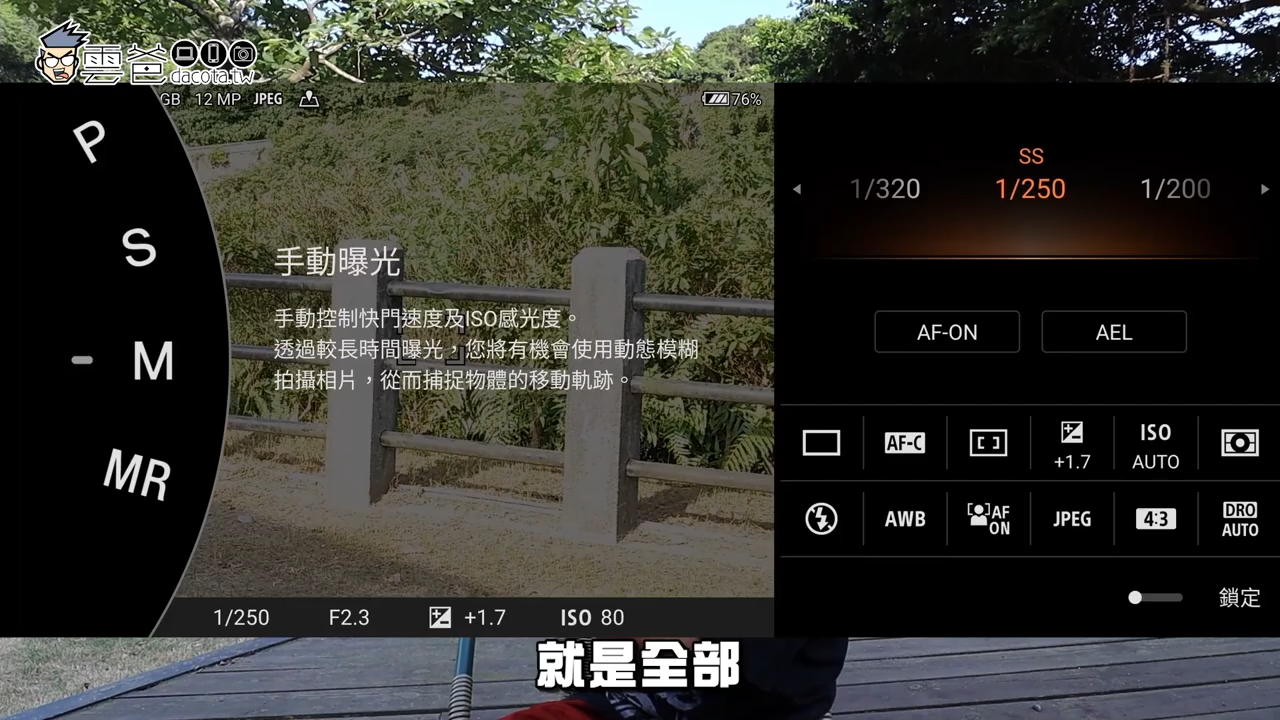 雲爸
dacota.tw
GB 12 MP JPEG
76%
P
S
M
MR
手動曝光
手動控制快門速度及ISO感光度。
透過較長時間曝光，您將有機會使用動態模糊
拍攝相片，從而捕捉物體的移動軌跡。
1/250 F2.3 +1.7 ISO 80
SS
1/320 1/250 1/200
AF-ON AEL
AF-C
+1.7
ISO
AUTO
AWB
AF
ON
JPEG
4:3
DRO
AUTO
鎖定
就是全部